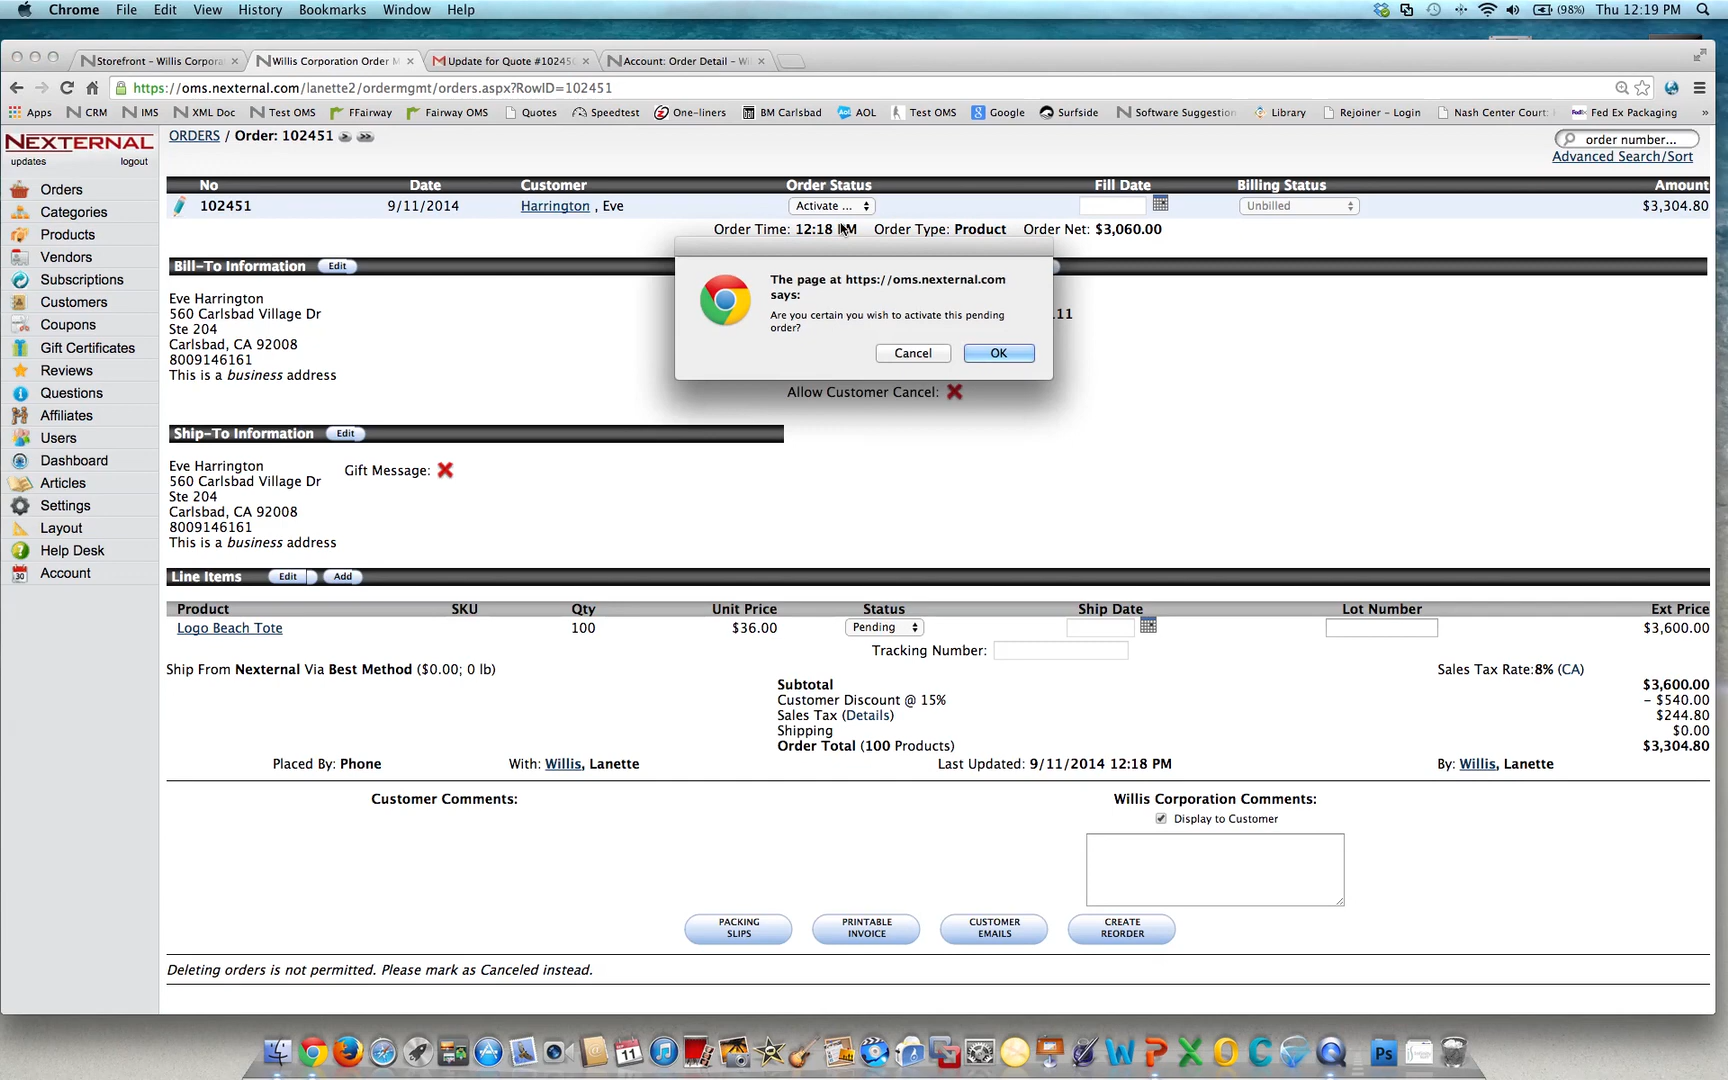 Chrome File Edit View History Bookmarks Window Help (98%) Thu 12:19 PM
Storefront - Willis Corpora Willis Corporation Order M Update for Quote #10245 Account: Order Detail - Wi
https://oms.nexternal.com/lanette2/ordermgmt/orders.aspx?RowID=102451
Apps CRM IMS XML Doc Test OMS FFairway Fairway OMS Quotes Speedtest One-liners BM Carlsbad AOL Test OMS Google Surfside Software Suggestion Library Rejoiner - Login Nash Center Court: Fed Ex Packaging »
NEXTERNAL
updates logout
ORDERS / Order: 102451
order number...
Advanced Search/Sort
Orders
Categories
Products
Vendors
Subscriptions
Customers
Coupons
Gift Certificates
Reviews
Questions
Affiliates
Users
Dashboard
Articles
Settings
Layout
Help Desk
Account
No Date Customer Order Status Fill Date Billing Status Amount
102451 9/11/2014 Harrington , Eve Activate ... Unbilled $3,304.80
Order Time: 12:18 PM Order Type: Product Order Net: $3,060.00
Bill-To Information Edit
Eve Harrington
560 Carlsbad Village Dr
Ste 204
Carlsbad, CA 92008
8009146161
This is a business address
The page at https://oms.nexternal.com
says:
Are you certain you wish to activate this pending
order?
Cancel OK
.11
Allow Customer Cancel:
Ship-To Information Edit
Eve Harrington Gift Message:
560 Carlsbad Village Dr
Ste 204
Carlsbad, CA 92008
8009146161
This is a business address
Line Items Edit Add
Product SKU Qty Unit Price Status Ship Date Lot Number Ext Price
Logo Beach Tote 100 $36.00 Pending $3,600.00
Tracking Number:
Ship From Nexternal Via Best Method ($0.00; 0 lb) Sales Tax Rate:8% (CA)
Subtotal $3,600.00
Customer Discount @ 15% - $540.00
Sales Tax (Details) $244.80
Shipping $0.00
Order Total (100 Products) $3,304.80
Placed By: Phone With: Willis, Lanette Last Updated: 9/11/2014 12:18 PM By: Willis, Lanette
Customer Comments: Willis Corporation Comments:
Display to Customer
PACKING SLIPS PRINTABLE INVOICE CUSTOMER EMAILS CREATE REORDER
Deleting orders is not permitted. Please mark as Canceled instead.